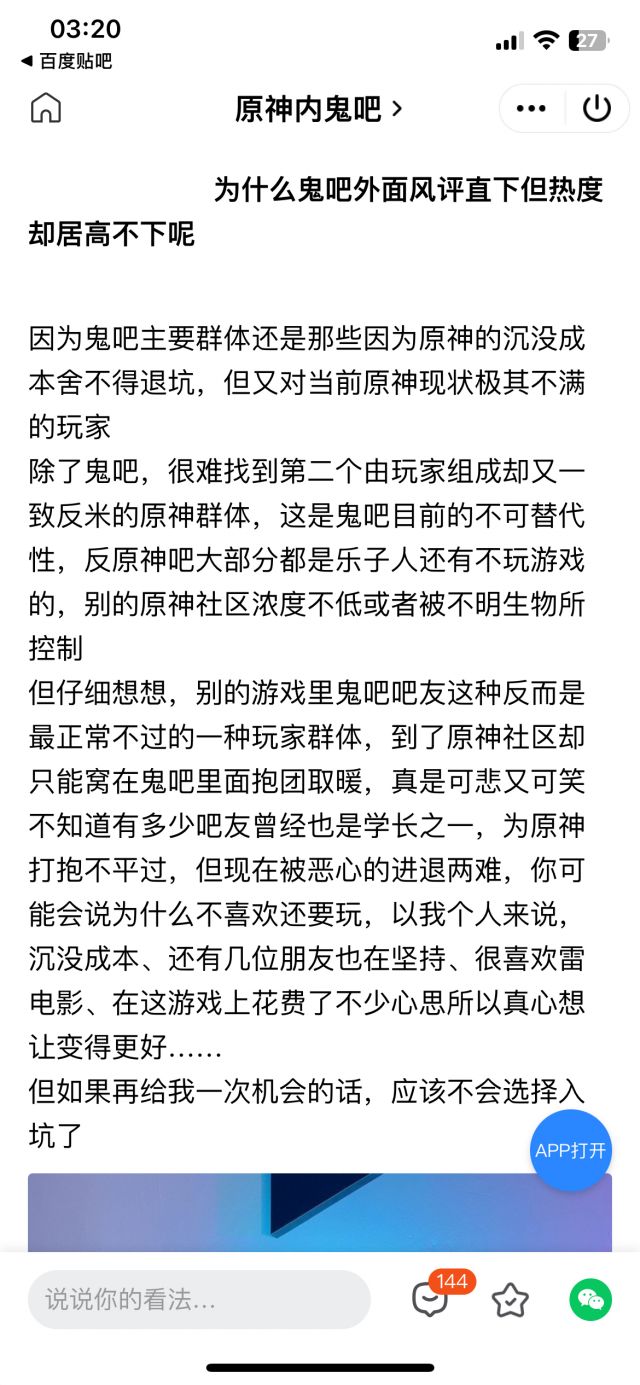 03:20
27
◀ 百度贴吧
原神内鬼吧 >
为什么鬼吧外面风评直下但热度
却居高不下呢
因为鬼吧主要群体还是那些因为原神的沉没成
本舍不得退坑，但又对当前原神现状极其不满
的玩家
除了鬼吧，很难找到第二个由玩家组成却又一
致反米的原神群体，这是鬼吧目前的不可替代
性，反原神吧大部分都是乐子人还有不玩游戏
的，别的原神社区浓度不低或者被不明生物所
控制
但仔细想想，别的游戏里鬼吧吧友这种反而是
最正常不过的一种玩家群体，到了原神社区却
只能窝在鬼吧里面抱团取暖，真是可悲又可笑
不知道有多少吧友曾经也是学长之一，为原神
打抱不平过，但现在被恶心的进退两难，你可
能会说为什么不喜欢还要玩，以我个人来说，
沉没成本、还有几位朋友也在坚持、很喜欢雷
电影、在这游戏上花费了不少心思所以真心想
让变得更好……
但如果再给我一次机会的话，应该不会选择入
坑了
APP打开
说说你的看法...
144